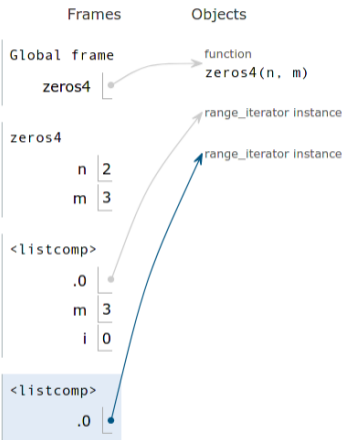 Frames Objects
Global frame
zeros4
function
zeros4(n, m)
range_iterator instance
range_iterator instance
zeros4
n 2
m 3
<listcomp>
.0
m 3
i 0
<listcomp>
.0